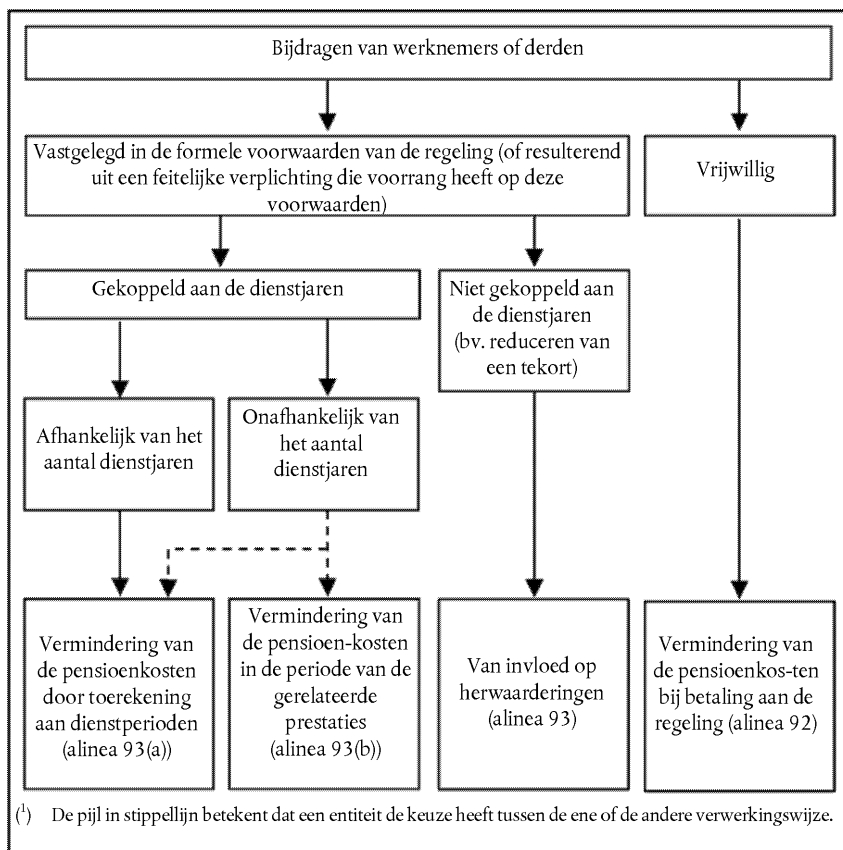 Bijdragen van werknemers of derden
Vastgelegd in de formele voorwaarden van de regeling (of resulterend
uit een feitelijke verplichting die voorrang heeft op deze
voorwaarden)
Vrijwillig
Gekoppeld aan de dienstjaren
Niet gekoppeld aan
de dienstjaren
(bv. reduceren van
een tekort)
Afhankelijk van het
aantal dienstjaren
Onafhankelijk van
het aantal
dienstjaren
Vermindering van
de pensioenkosten
door toerekening
aan dienstperioden
(alinea 93(a))
Vermindering van
de pensioen-kosten
in de periode van de
gerelateerde
prestaties
(alinea 93(b))
Van invloed op
herwaarderingen
(alinea 93)
Vermindering van
de pensioenkos-ten
bij betaling aan de
regeling (alinea 92)
(1) De pijl in stippellijn betekent dat een entiteit de keuze heeft tussen de ene of de andere verwerkingswijze.